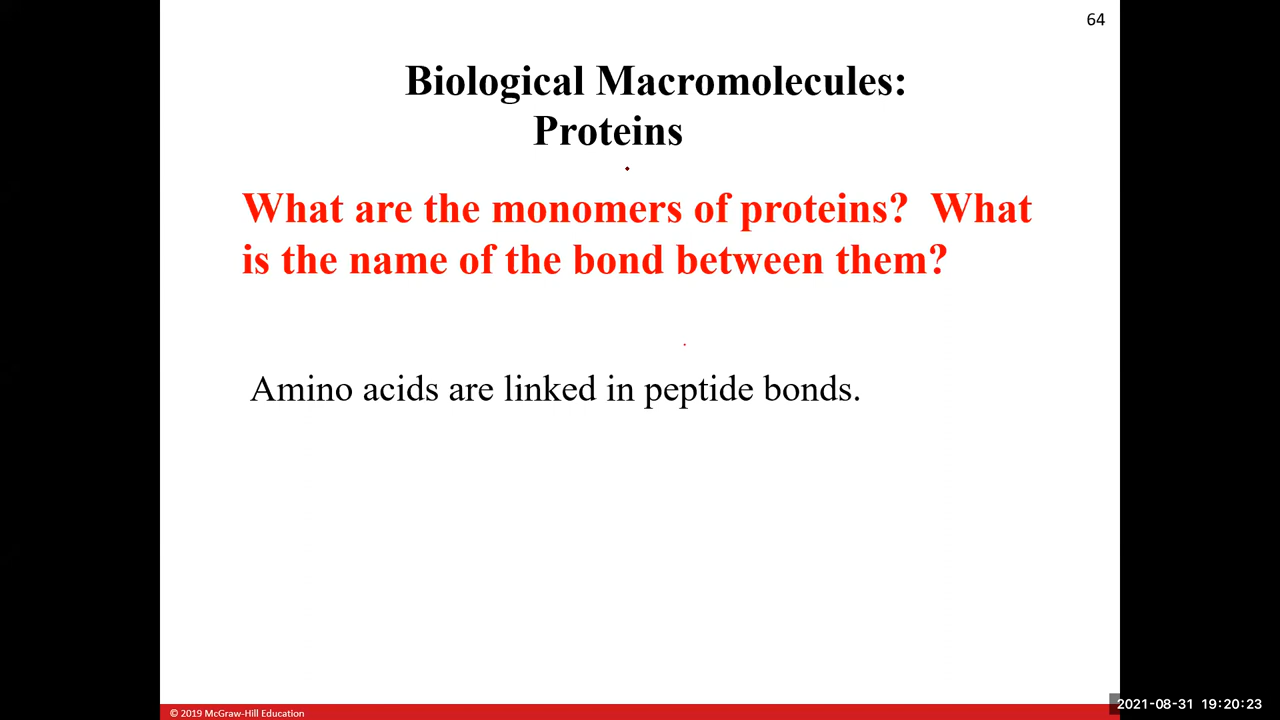 64
Biological Macromolecules:
Proteins
What are the monomers of proteins?  What
is the name of the bond between them?
Amino acids are linked in peptide bonds.
© 2019 McGraw-Hill Education
2021-08-31 19:20:23